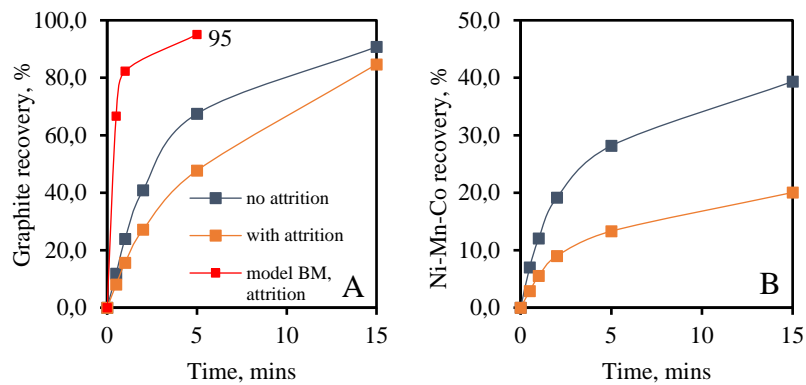 Graphite recovery, %
100,0
80,0
60,0
40,0
20,0
0,0
95
no attrition
with attrition
model BM,
attrition
A
0
5
10
15
Time, mins
Ni-Mn-Co recovery, %
50,0
40,0
30,0
20,0
10,0
0,0
B
0
5
10
15
Time, mins